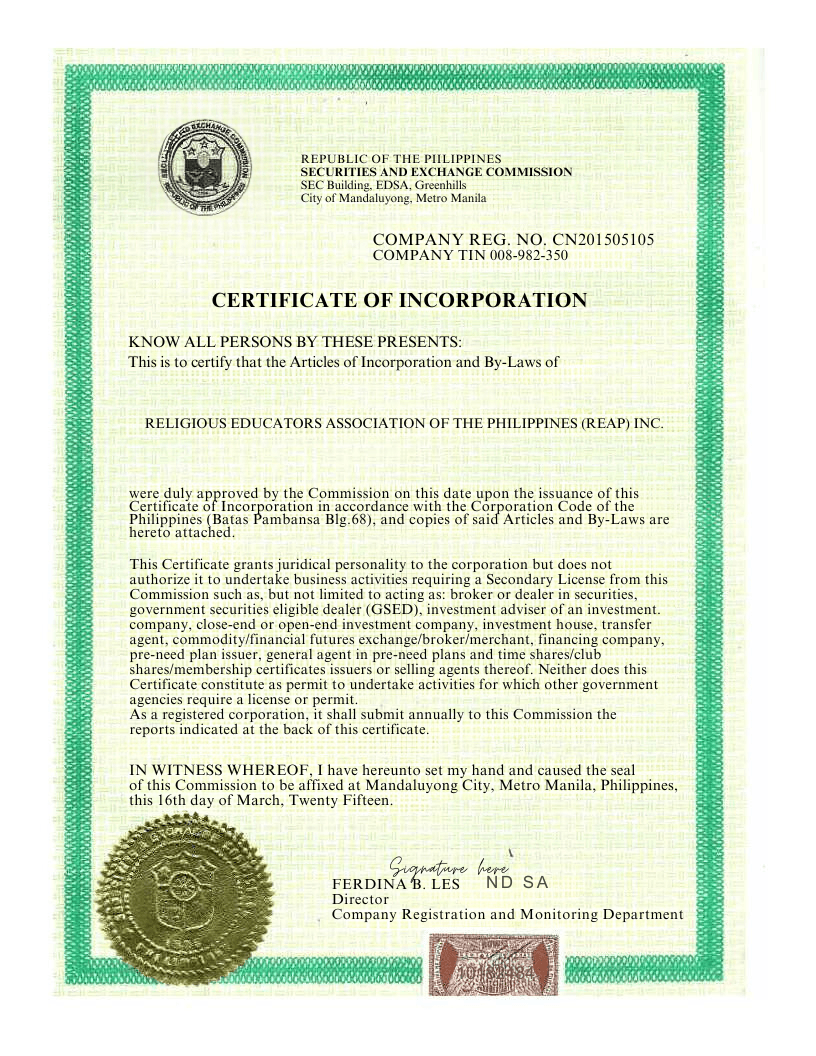 SECURITIES AND EXCHANGE COMMISSION
REPUBLIC OF THE PHILIPPINES
REPUBLIC OF THE PIILIPPINES
SECURITIES AND EXCHANGE COMMISSION
SEC Building, EDSA, Greenhills
City of Mandaluyong, Metro Manila
COMPANY REG. NO. CN201505105
COMPANY TIN 008-982-350
CERTIFICATE OF INCORPORATION
KNOW ALL PERSONS BY THESE PRESENTS:
This is to certify that the Articles of Incorporation and By-Laws of
RELIGIOUS EDUCATORS ASSOCIATION OF THE PHILIPPINES (REAP) INC.
were duly approved by the Commission on this date upon the issuance of this
Certificate of Incorporation in accordance with the Corporation Code of the
Philippines (Batas Pambansa Blg.68), and copies of said Articles and By-Laws are
hereto attached.
This Certificate grants juridical personality to the corporation but does not
authorize it to undertake business activities requiring a Secondary License from this
Commission such as, but not limited to acting as: broker or dealer in securities,
government securities eligible dealer (GSED), investment adviser of an investment.
company, close-end or open-end investment company, investment house, transfer
agent, commodity/financial futures exchange/broker/merchant, financing company,
pre-need plan issuer, general agent in pre-need plans and time shares/club
shares/membership certificates issuers or selling agents thereof. Neither does this
Certificate constitute as permit to undertake activities for which other government
agencies require a license or permit.
As a registered corporation, it shall submit annually to this Commission the
reports indicated at the back of this certificate.
IN WITNESS WHEREOF, I have hereunto set my hand and caused the seal
of this Commission to be affixed at Mandaluyong City, Metro Manila, Philippines,
this 16th day of March, Twenty Fifteen.
Signature here
FERDINA B. LES ND SA
Director
Company Registration and Monitoring Department